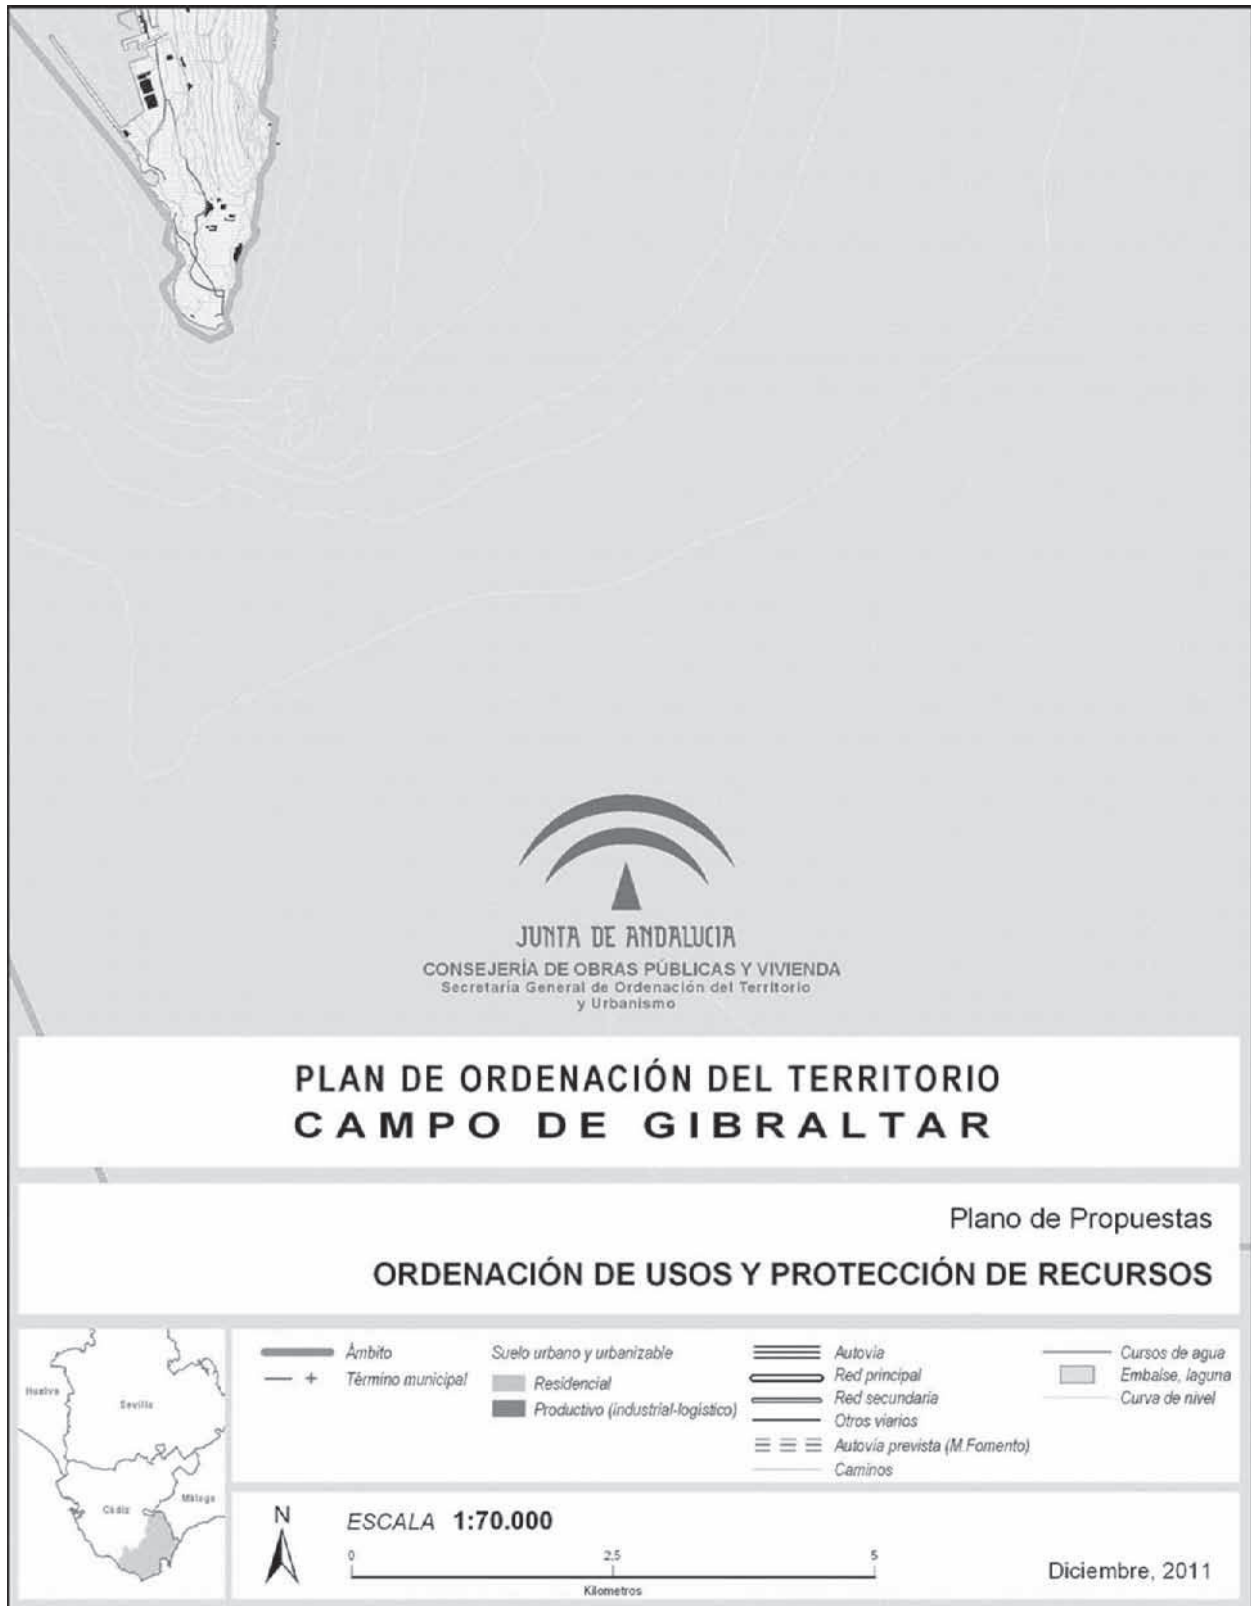 JUNTA DE ANDALUCIA
CONSEJERÍA DE OBRAS PÚBLICAS Y VIVIENDA
Secretaría General de Ordenación del Territorio
y Urbanismo
PLAN DE ORDENACIÓN DEL TERRITORIO
CAMPO DE GIBRALTAR
Plano de Propuestas
ORDENACIÓN DE USOS Y PROTECCIÓN DE RECURSOS
Huelva
Sevilla
Cádiz
Málaga
Ámbito
Término municipal
Suelo urbano y urbanizable
Residencial
Productivo (industrial-logístico)
Autovía
Red principal
Red secundaria
Otros viarios
Autovía prevista (M.Fomento)
Caminos
Cursos de agua
Embalse, laguna
Curva de nivel
N
ESCALA 1:70.000
0 2,5 5
Kilometros
Diciembre, 2011